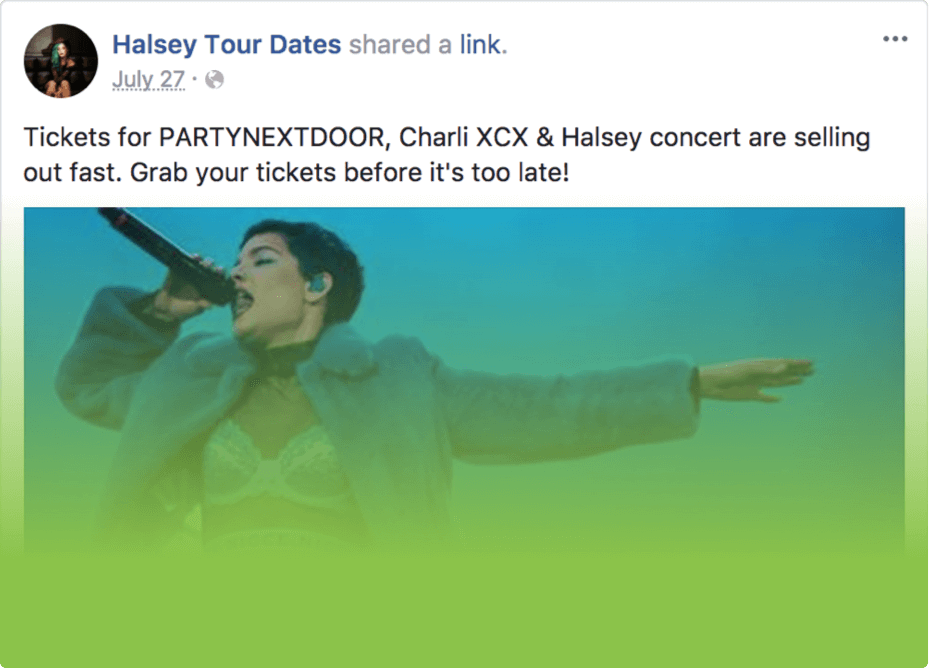 Halsey Tour Dates shared a link.
July 27 ·
Tickets for PARTYNEXTDOOR, Charli XCX & Halsey concert are selling
out fast. Grab your tickets before it's too late!